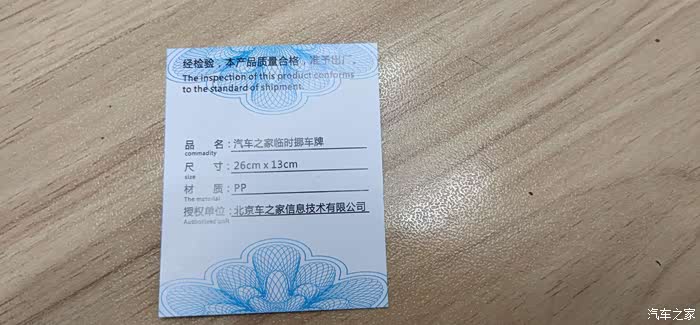 经检验，本产品质量合格，准予出厂。
The inspection of this product conforms
to the standard of shipment.
品 名：汽车之家临时挪车牌
commadity
尺 寸：26cm x 13cm
size
材 质：PP
The material
授权单位：北京车之家信息技术有限公司
Authorized unit
汽车之家